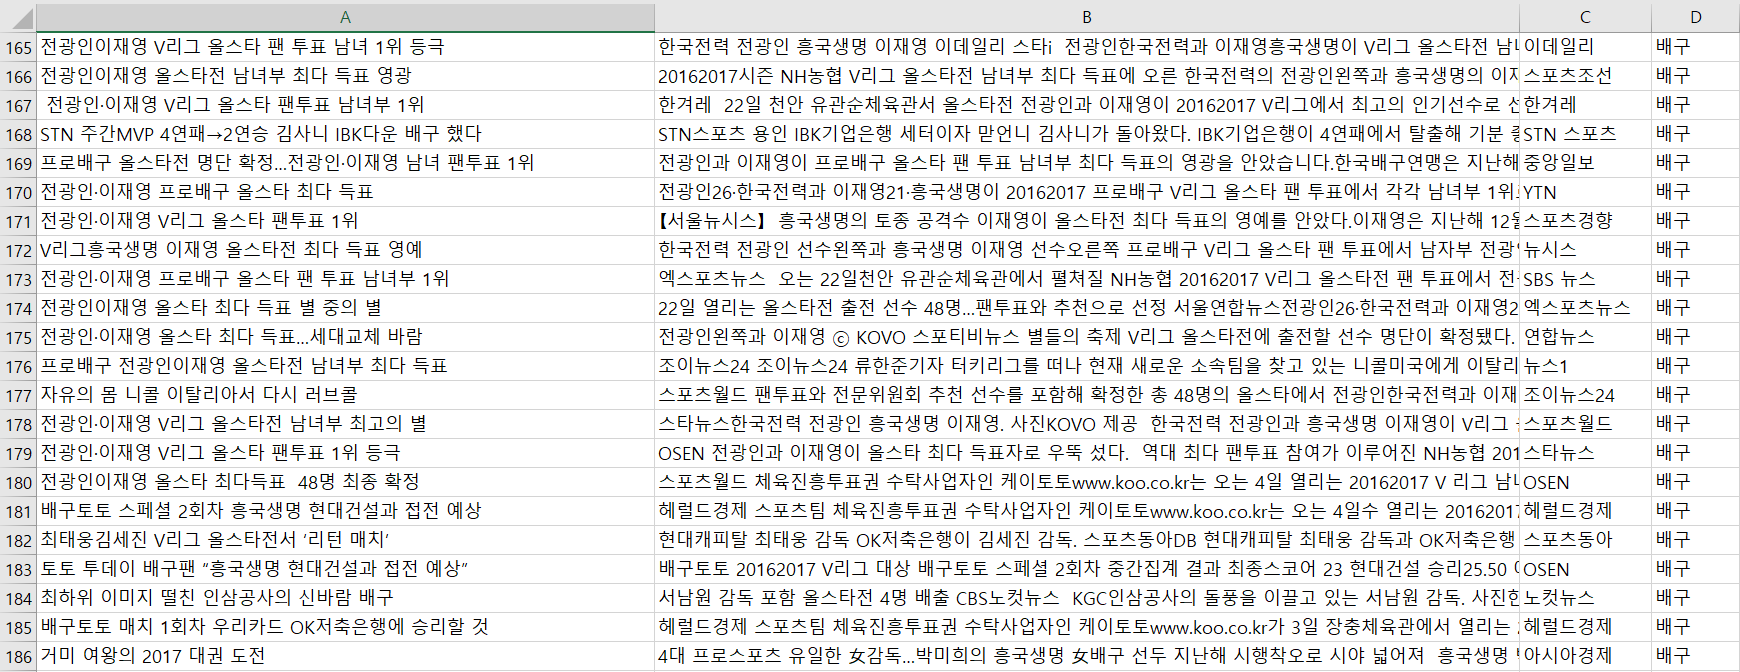 A B C D
165 전광인이재영 V리그 올스타 팬 투표 남녀 1위 등극 한국전력 전광인 흥국생명 이재영 이데일리 스타i 전광인한국전력과 이재영흥국생명이 V리그 올스타전 남 이데일리 배구
166 전광인이재영 올스타전 남녀부 최다 득표 영광 20162017시즌 NH농협 V리그 올스타전 남녀부 최다 득표에 오른 한국전력의 전광인왼쪽과 흥국생명의 이재 스포츠조선 배구
167 전광인·이재영 V리그 올스타 팬투표 남녀부 1위 한겨레 22일 천안 유관순체육관서 올스타전 전광인과 이재영이 20162017 V리그에서 최고의 인기선수로 선 한겨레 배구
168 STN 주간MVP 4연패→2연승 김사니 IBK다운 배구 했다 STN스포츠 용인 IBK기업은행 세터이자 맏언니 김사니가 돌아왔다. IBK기업은행이 4연패에서 탈출해 기분 STN 스포츠 배구
169 프로배구 올스타전 명단 확정...전광인·이재영 남녀 팬투표 1위 전광인과 이재영이 프로배구 올스타 팬 투표 남녀부 최다 득표의 영광을 안았습니다.한국배구연맹은 지난해 중앙일보 배구
170 전광인·이재영 프로배구 올스타 최다 득표 전광인26·한국전력과 이재영21·흥국생명이 20162017 프로배구 V리그 올스타 팬 투표에서 각각 남녀부 1위 YTN 배구
171 전광인·이재영 V리그 올스타 팬투표 1위 【서울뉴시스】 흥국생명의 토종 공격수 이재영이 올스타전 최다 득표의 영예를 안았다.이재영은 지난해 12월 스포츠경향 배구
172 V리그흥국생명 이재영 올스타전 최다 득표 영예 한국전력 전광인 선수왼쪽과 흥국생명 이재영 선수오른쪽 프로배구 V리그 올스타 팬 투표에서 남자부 전광 뉴시스 배구
173 전광인·이재영 프로배구 올스타 팬 투표 남녀부 1위 엑스포츠뉴스 오는 22일천안 유관순체육관에서 펼쳐질 NH농협 20162017 V리그 올스타전 팬 투표에서 전 SBS 뉴스 배구
174 전광인이재영 올스타 최다 득표 별 중의 별 22일 열리는 올스타전 출전 선수 48명...팬투표와 추천으로 선정 서울연합뉴스전광인26·한국전력과 이재영2 엑스포츠뉴스 배구
175 전광인·이재영 올스타 최다 득표...세대교체 바람 전광인왼쪽과 이재영 ⓒ KOVO 스포티비뉴스 별들의 축제 V리그 올스타전에 출전할 선수 명단이 확정됐다. 연합뉴스 배구
176 프로배구 전광인이재영 올스타전 남녀부 최다 득표 조이뉴스24 조이뉴스24 류한준기자 터키리그를 떠나 현재 새로운 소속팀을 찾고 있는 니콜미국에게 이탈리 뉴스1 배구
177 자유의 몸 니콜 이탈리아서 다시 러브콜 스포츠월드 팬투표와 전문위원회 추천 선수를 포함해 확정한 총 48명의 올스타에서 전광인한국전력과 이재 조이뉴스24 배구
178 전광인·이재영 V리그 올스타전 남녀부 최고의 별 스타뉴스한국전력 전광인 흥국생명 이재영. 사진KOVO 제공 한국전력 전광인과 흥국생명 이재영이 V리그 스포츠월드 배구
179 전광인·이재영 V리그 올스타 팬투표 1위 등극 OSEN 전광인과 이재영이 올스타 최다 득표자로 우뚝 섰다. 역대 최다 팬투표 참여가 이루어진 NH농협 201 스타뉴스 배구
180 전광인이재영 올스타 최다득표 48명 최종 확정 스포츠월드 체육진흥투표권 수탁사업자인 케이토토www.koo.co.kr는 오는 4일 열리는 20162017 V 리그 남 OSEN 배구
181 배구토토 스페셜 2회차 흥국생명 현대건설과 접전 예상 헤럴드경제 스포츠팀 체육진흥투표권 수탁사업자인 케이토토www.koo.co.kr는 오는 4일수 열리는 2016201 헤럴드경제 배구
182 최태웅김세진 V리그 올스타전서 ‘리턴 매치’ 현대캐피탈 최태웅 감독 OK저축은행이 김세진 감독. 스포츠동아DB 현대캐피탈 최태웅 감독과 OK저축은행 스포츠동아 배구
183 토토 투데이 배구팬 “흥국생명 현대건설과 접전 예상” 배구토토 20162017 V리그 대상 배구토토 스페셜 2회차 중간집계 결과 최종스코어 23 현대건설 승리25.50 OSEN 배구
184 최하위 이미지 떨친 인삼공사의 신바람 배구 서남원 감독 포함 올스타전 4명 배출 CBS노컷뉴스 KGC인삼공사의 돌풍을 이끌고 있는 서남원 감독. 사진 노컷뉴스 배구
185 배구토토 매치 1회차 우리카드 OK저축은행에 승리할 것 헤럴드경제 스포츠팀 체육진흥투표권 수탁사업자인 케이토토www.koo.co.kr가 3일 장충체육관에서 열리는 헤럴드경제 배구
186 거미 여왕의 2017 대권 도전 4대 프로스포츠 유일한 女감독...박미희의 흥국생명 女배구 선두 지난해 시행착오로 시야 넓어져 흥국생명 아시아경제 배구